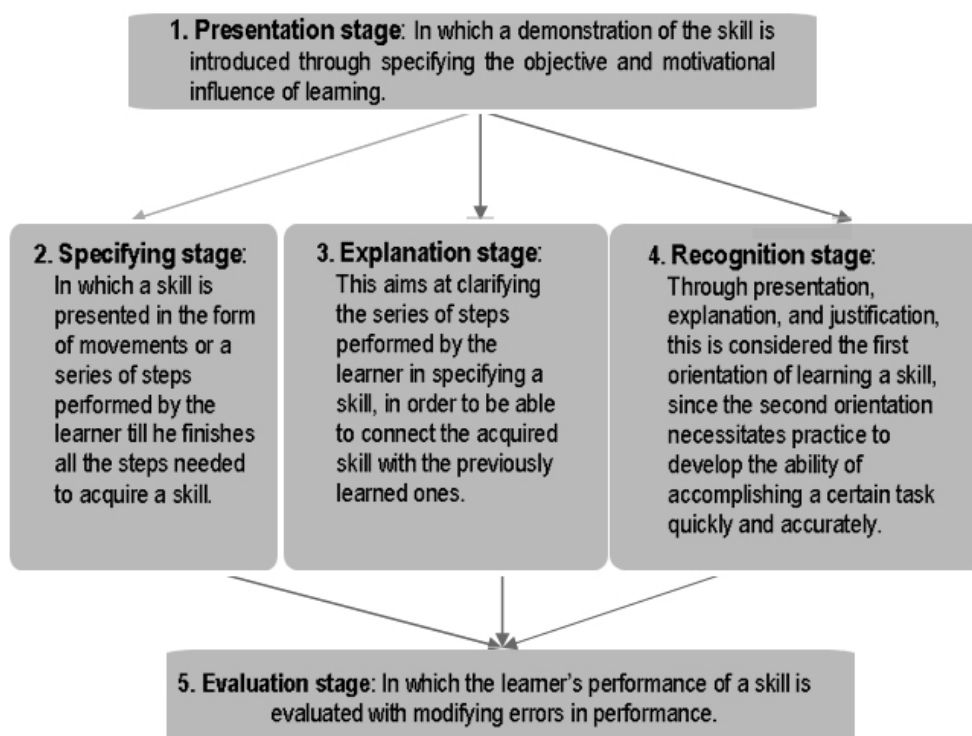 1. Presentation stage: In which a demonstration of the skill is
introduced through specifying the objective and motivational
influence of learning.
2. Specifying stage:
In which a skill is
presented in the form
of movements or a
series of steps
performed by the
learner till he finishes
all the steps needed
to acquire a skill.
3. Explanation stage:
This aims at clarifying
the series of steps
performed by the
learner in specifying a
skill, in order to be able
to connect the acquired
skill with the previously
learned ones.
4. Recognition stage:
Through presentation,
explanation, and justification,
this is considered the first
orientation of learning a skill,
since the second orientation
necessitates practice to
develop the ability of
accomplishing a certain task
quickly and accurately.
5. Evaluation stage: In which the learner's performance of a skill is
evaluated with modifying errors in performance.